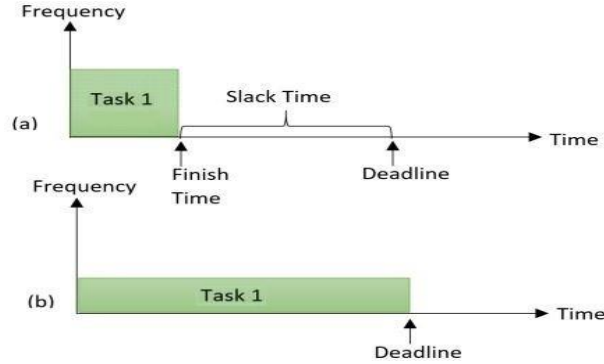 Frequency
Task 1
Slack Time
(a)
Time
Finish
Time
Deadline
Frequency
Task 1
(b)
Time
Deadline